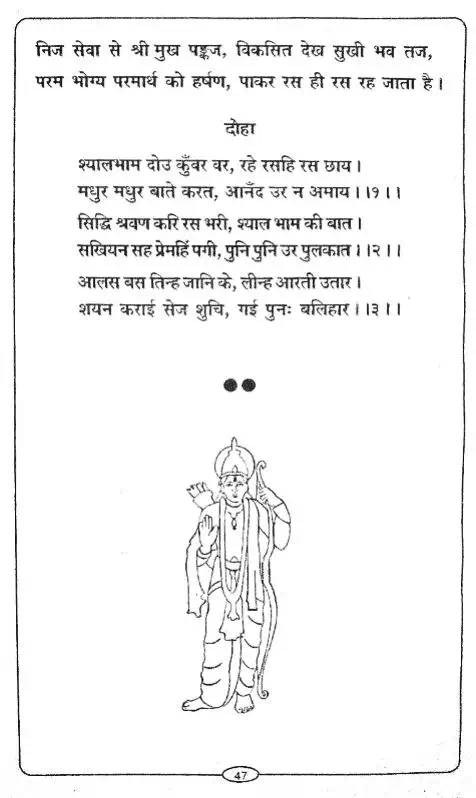 निज सेवा से श्री मुख पङ्कज, विकसित देख सुखी भव तज,
परम भोग्य परमार्थ को हर्षण, पाकर रस ही रस रह जाता है।
दोहा
श्यालभाम दोउ कुँवर वर, रहे रसहि रस छाय।
मधुर मधुर बाते करत, आनँद उर न अमाय।।१।।
सिद्धि श्रवण करि रस भरी, श्याल भाम की बात।
सखियन सह प्रेमहिं पगी, पुनि पुनि उर पुलकात।।२।।
आलस बस तिन्ह जानि के, लीन्ह आरती उतार।
शयन कराई सेज शुचि, गई पुनः बलिहार।।३।।
47